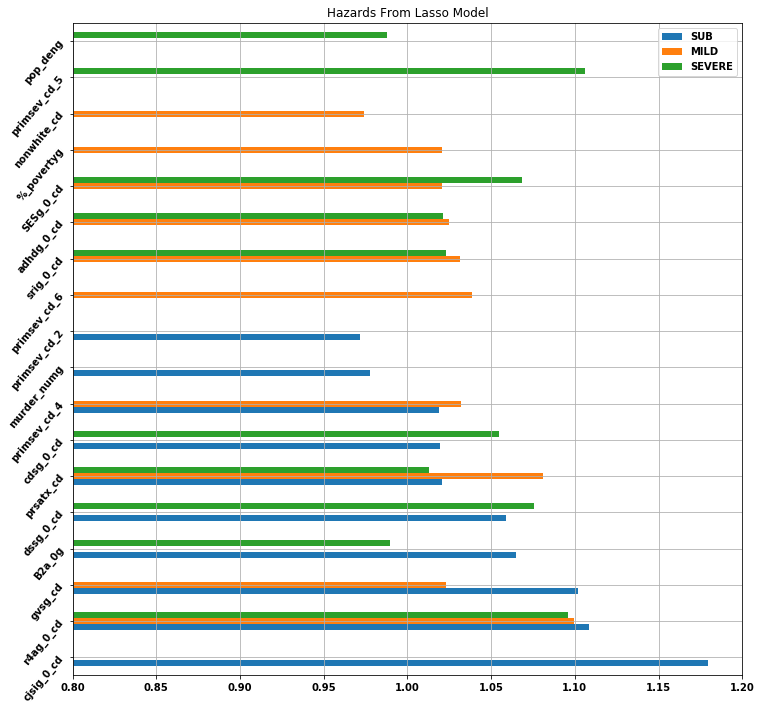 Hazards From Lasso Model
SUB
MILD
SEVERE
pop_deng
primsev_cd_5
nonwhite_cd
%_povertyg
SESg_0_cd
adhdg_0_cd
srig_0_cd
primsev_cd_6
primsev_cd_2
murder_numg
primsev_cd_4
cdsg_0_cd
prsatx_cd
dssg_0_cd
B2a_0g
gvsg_cd
r4ag_0_cd
cjsig_0_cd
0.80 0.85 0.90 0.95 1.00 1.05 1.10 1.15 1.20